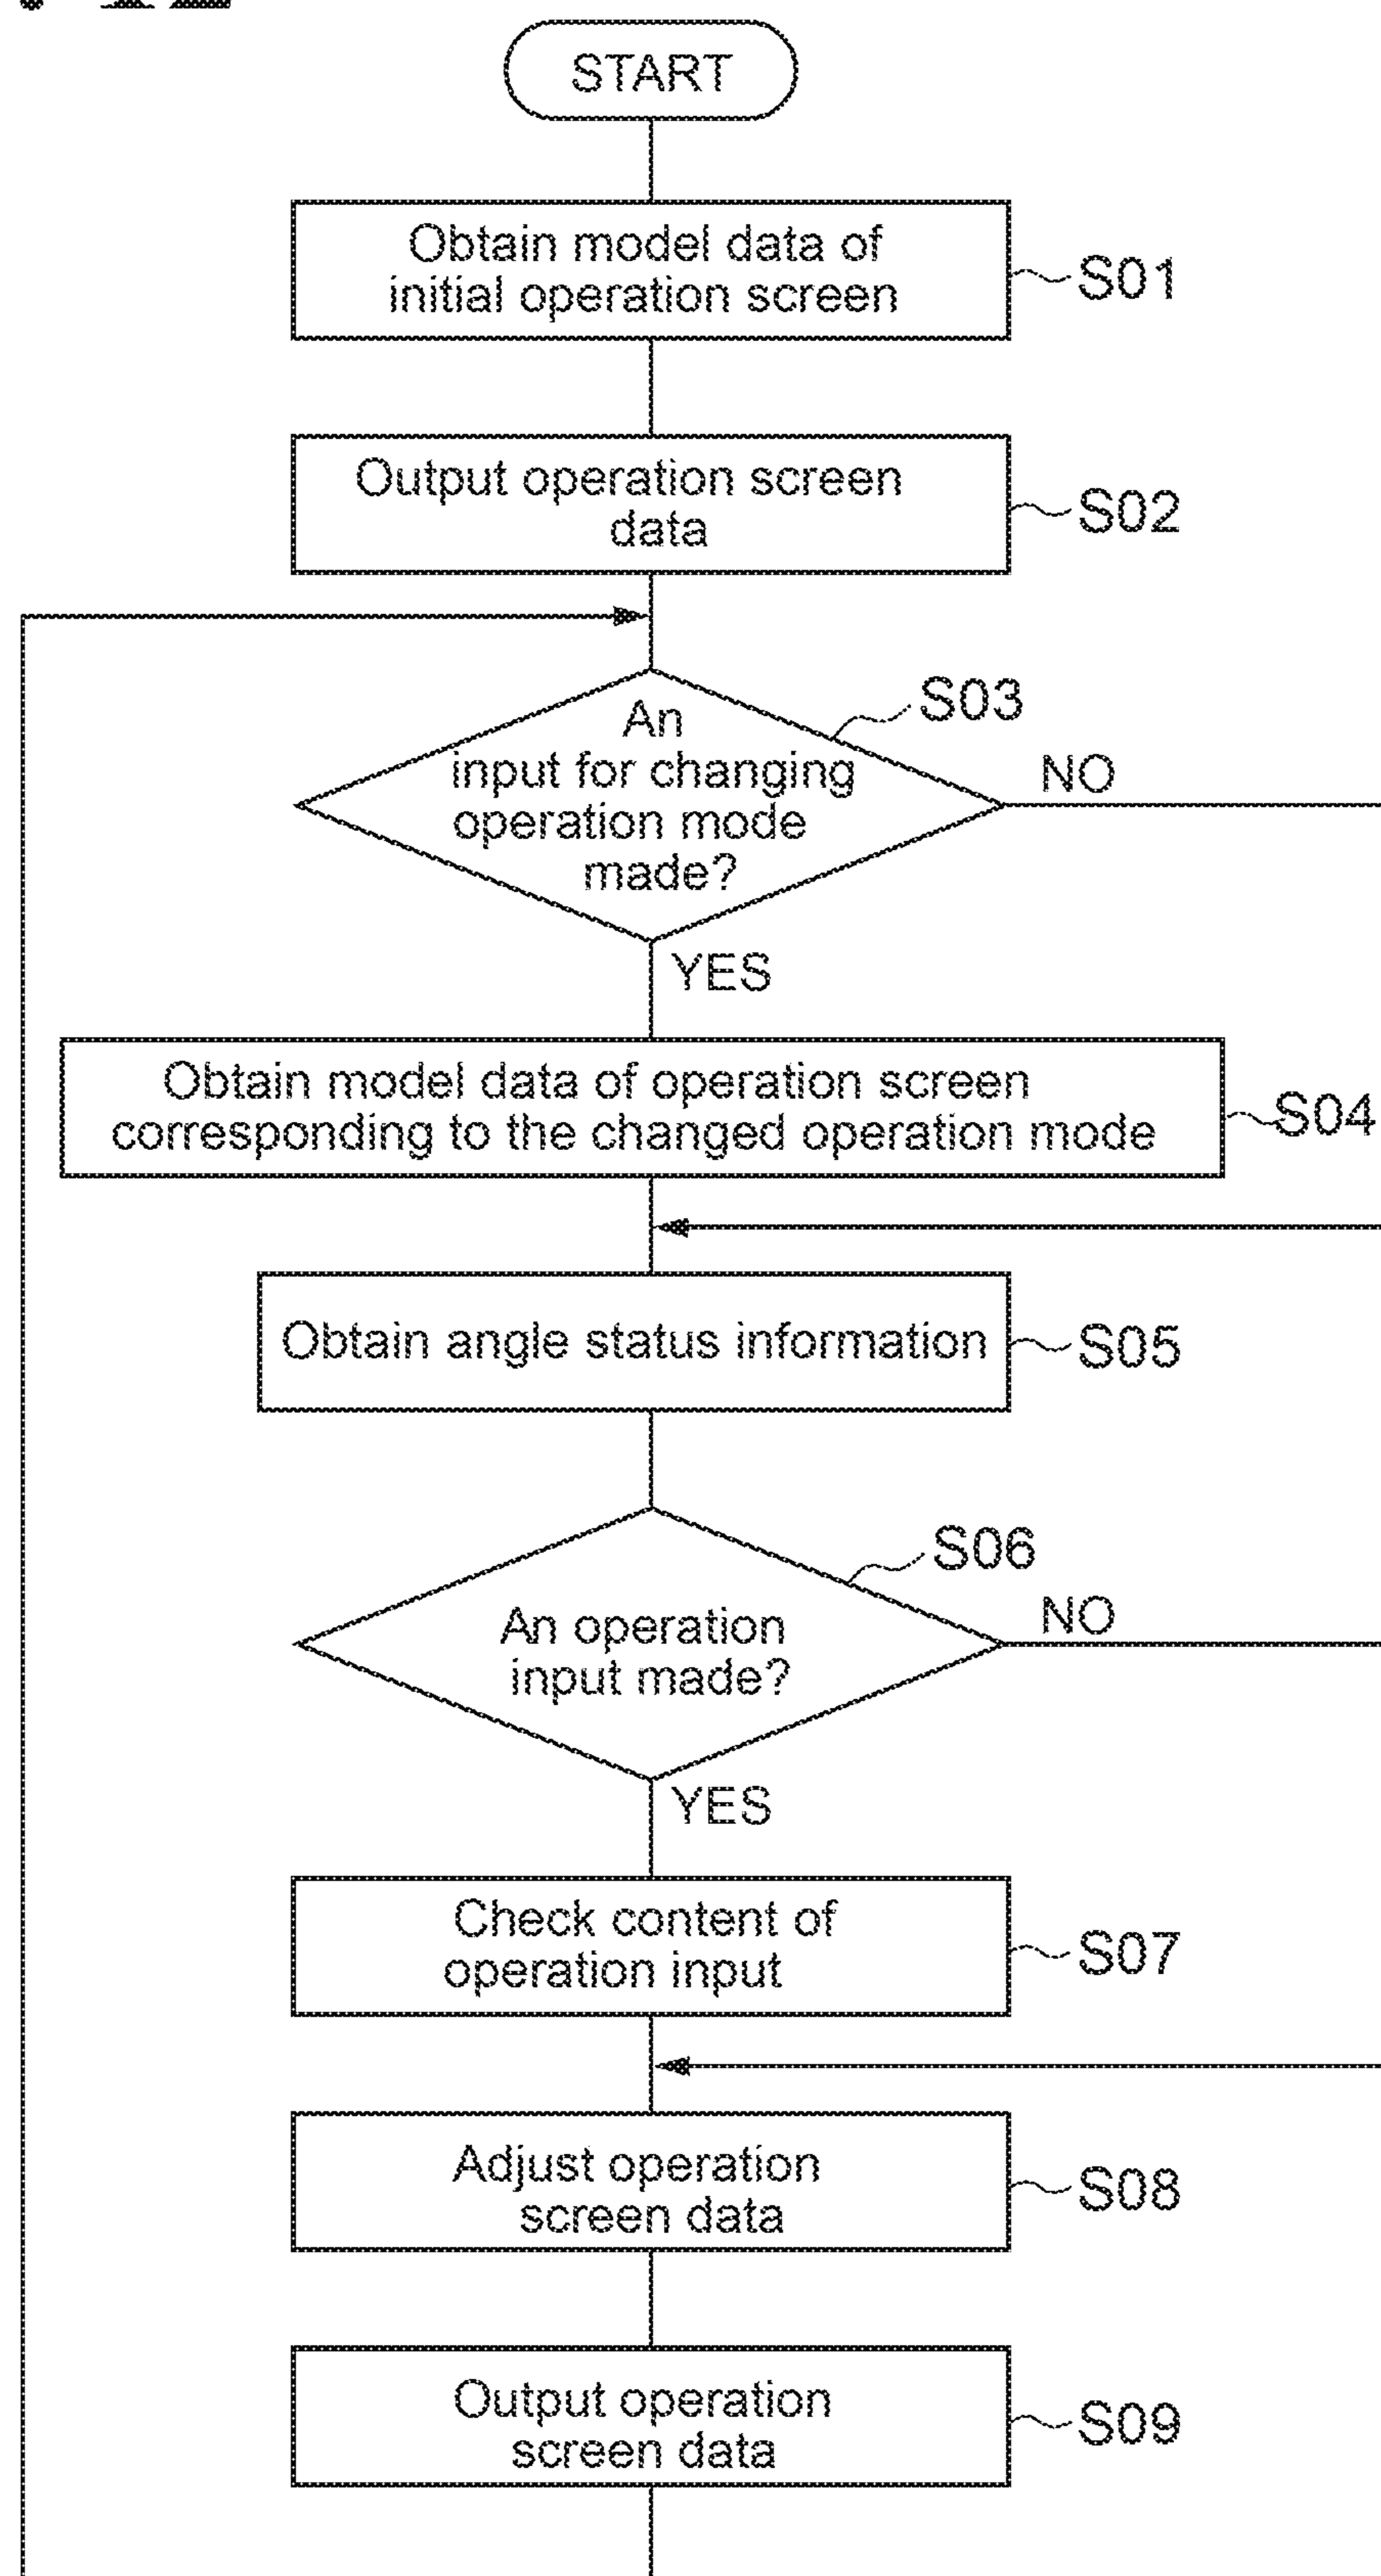 START
Obtain model data of
initial operation screen
S01
Output operation screen
data
S02
S03
An
input for changing
operation mode
made?
NO
YES
Obtain model data of operation screen
corresponding to the changed operation mode
S04
Obtain angle status information
S05
S06
An operation
input made?
NO
YES
Check content of
operation input
S07
Adjust operation
screen data
S08
Output operation
screen data
S09